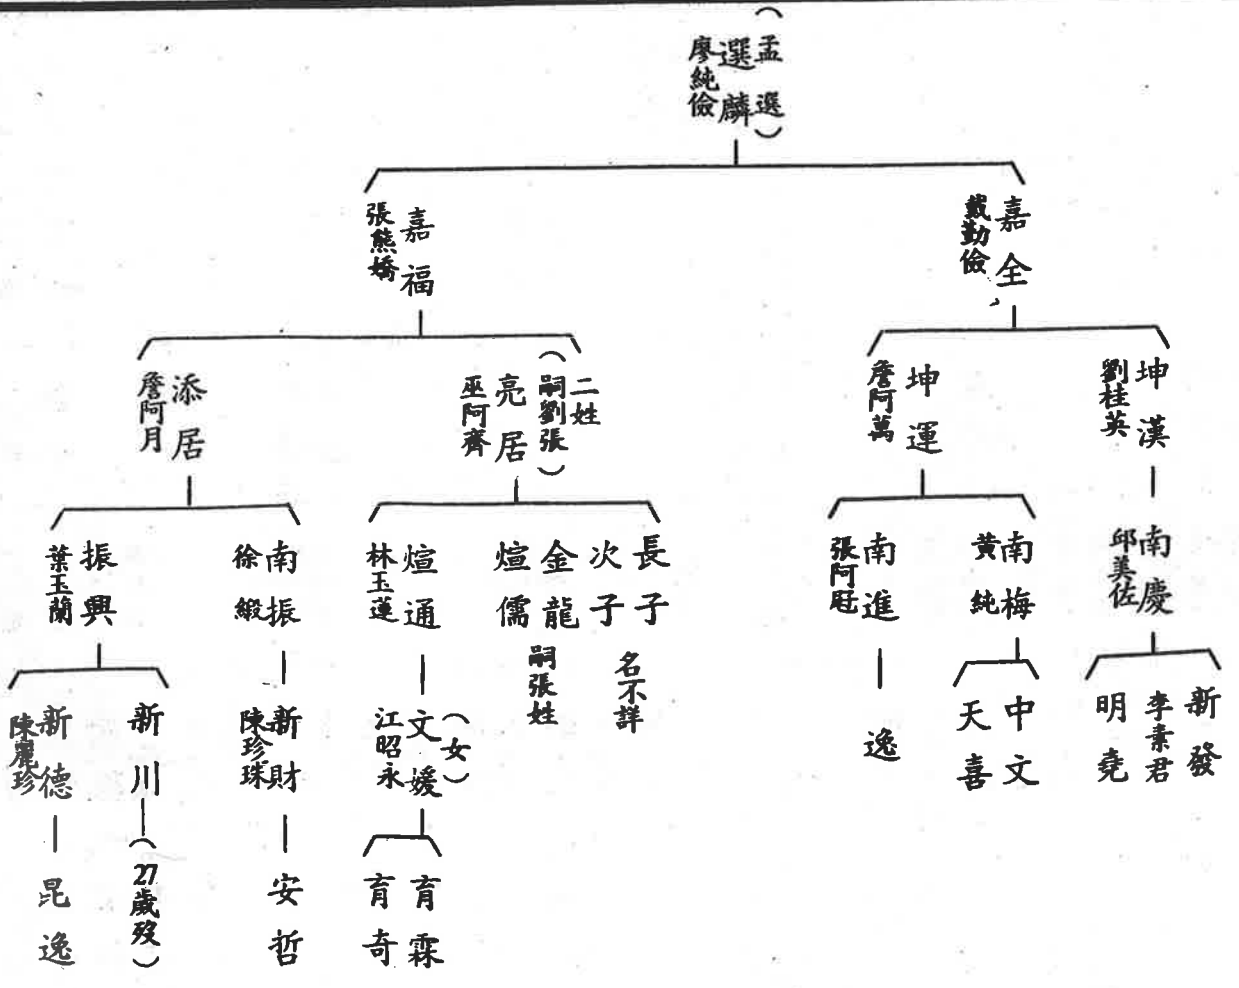 (孟選)
選麟
廖純儉
嘉全
戴勤儉
嘉福
張熊嬌
坤漢
劉桂英
坤運
詹阿萬
二姓
(嗣劉張)
亮居
巫阿齊
添居
詹阿月
南慶
邱美佐
南梅
黃純
南進
張阿冠
長子
次子
名不詳
金龍
嗣張姓
煊儒
煊通
林玉蓮
南振
徐緞
振興
葉玉蘭
新發
李素君
明堯
中文
天喜
逸
(女)
文媛
江昭永
新財
陳珍珠
新川
(27歲歿)
新德
陳麗珍
育霖
育奇
安哲
昆逸